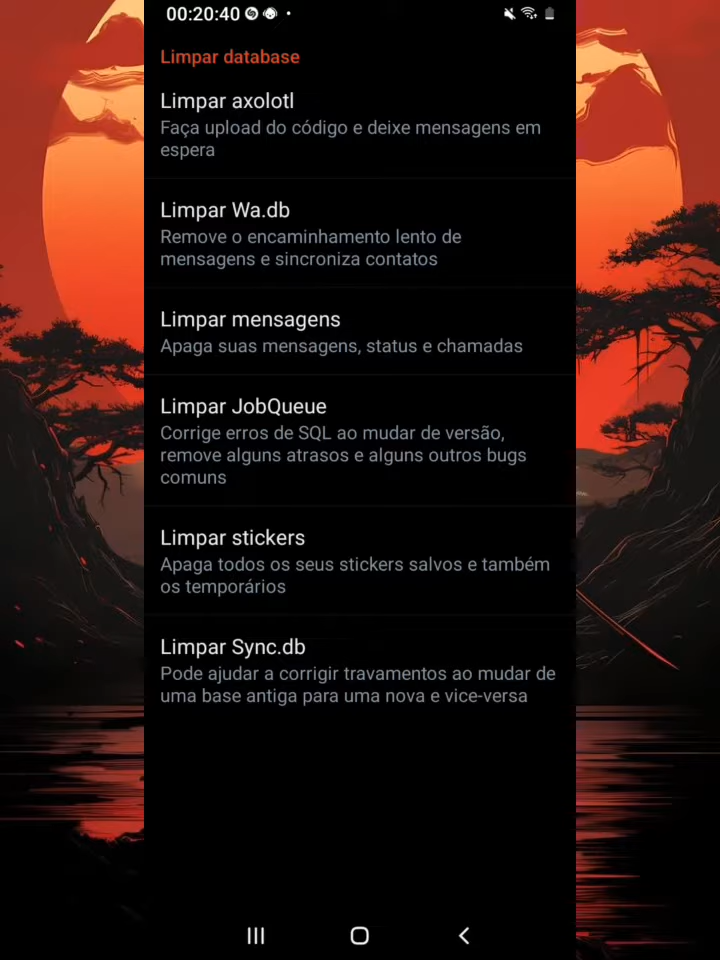 00:20:40
Limpar database
Limpar axolotl
Faça upload do código e deixe mensagens em
espera
Limpar Wa.db
Remove o encaminhamento lento de
mensagens e sincroniza contatos
Limpar mensagens
Apaga suas mensagens, status e chamadas
Limpar JobQueue
Corrige erros de SQL ao mudar de versão,
remove alguns atrasos e alguns outros bugs
comuns
Limpar stickers
Apaga todos os seus stickers salvos e também
os temporários
Limpar Sync.db
Pode ajudar a corrigir travamentos ao mudar de
uma base antiga para uma nova e vice-versa